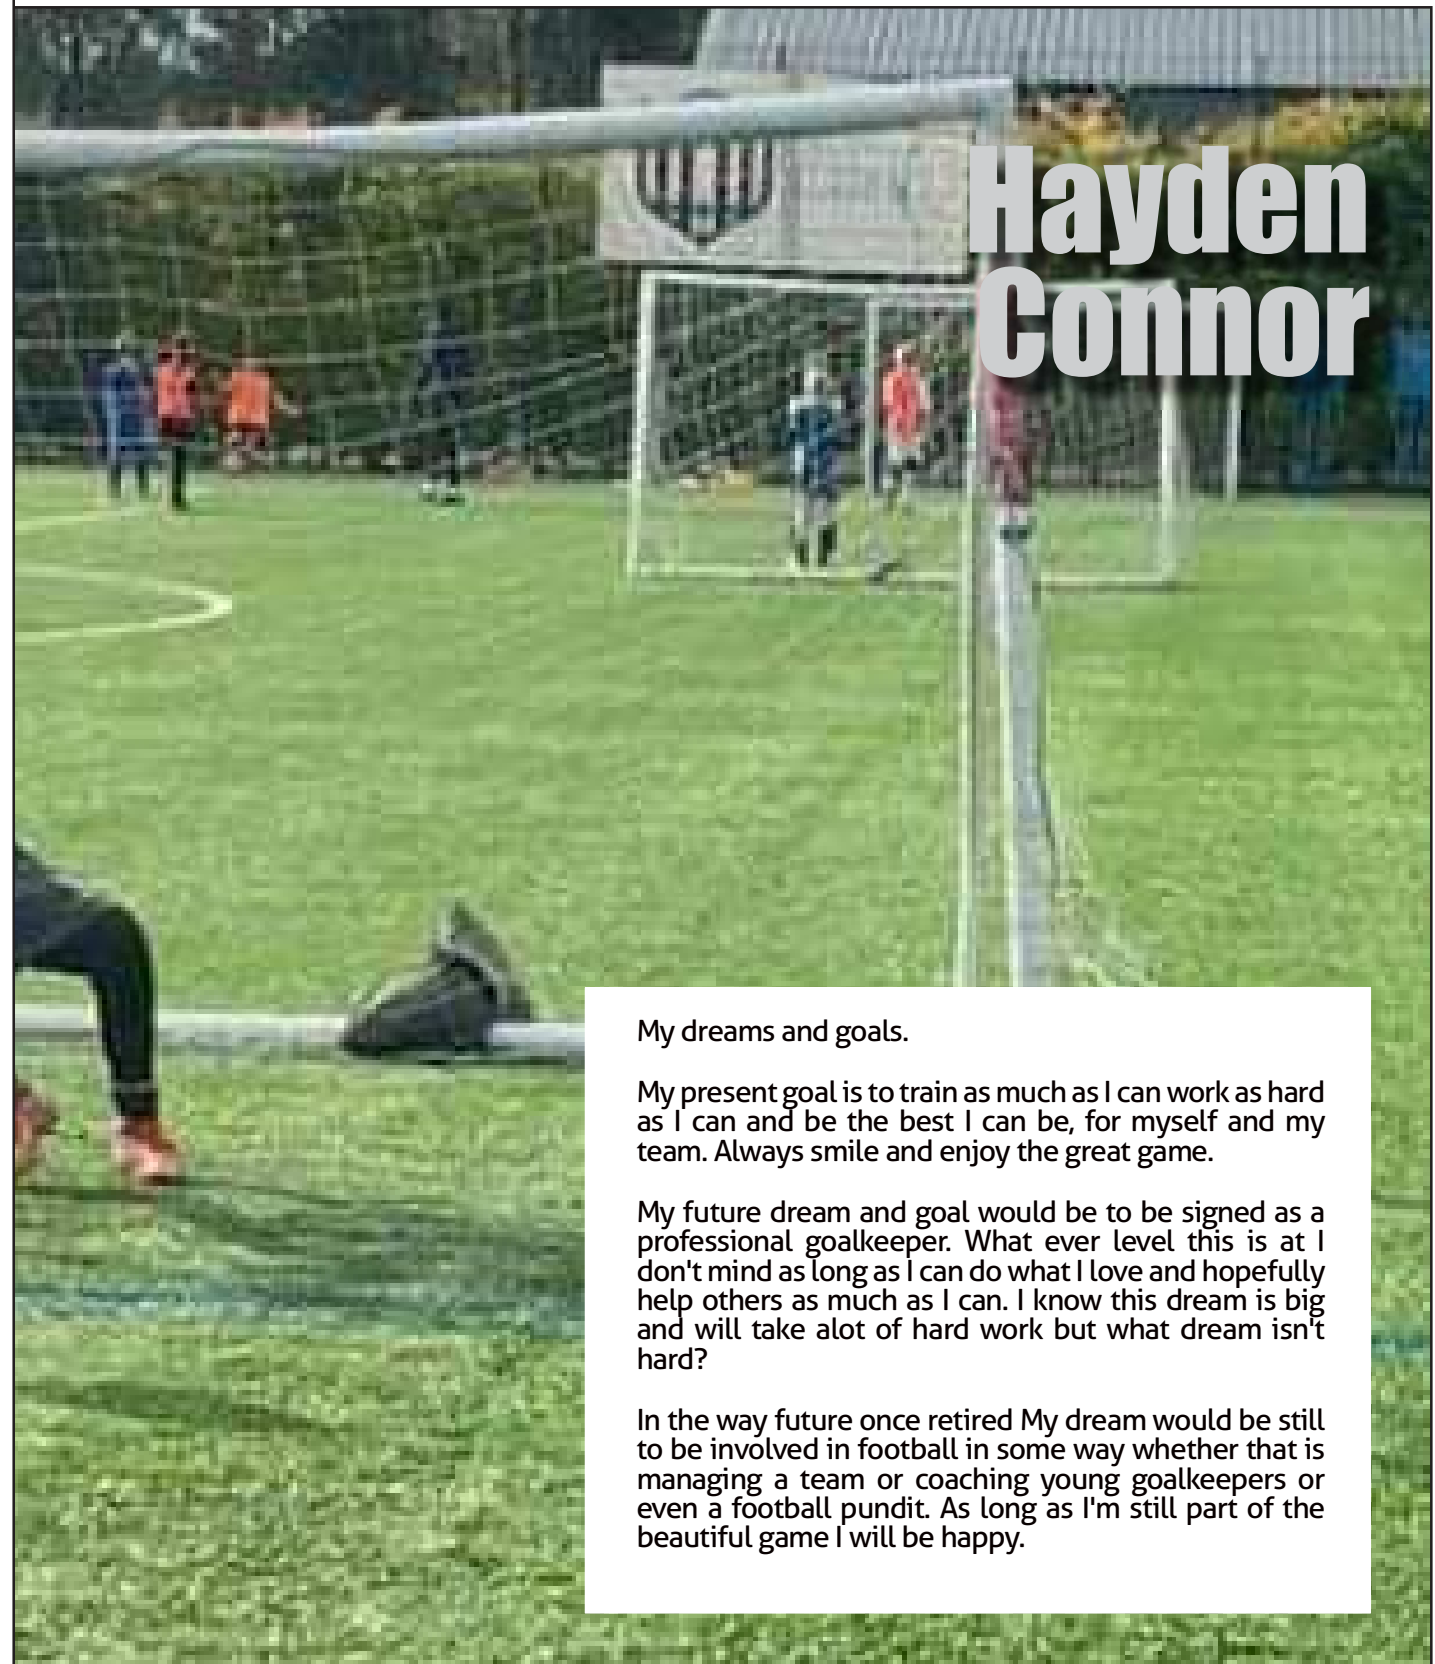 Hayden
Connor
My dreams and goals.
My present goal is to train as much as I can work as hard
as I can and be the best I can be, for myself and my
team. Always smile and enjoy the great game.
My future dream and goal would be to be signed as a
professional goalkeeper. What ever level this is at I
don't mind as long as I can do what I love and hopefully
help others as much as I can. I know this dream is big
and will take alot of hard work but what dream isn't
hard?
In the way future once retired My dream would be still
to be involved in football in some way whether that is
managing a team or coaching young goalkeepers or
even a football pundit. As long as I'm still part of the
beautiful game I will be happy.